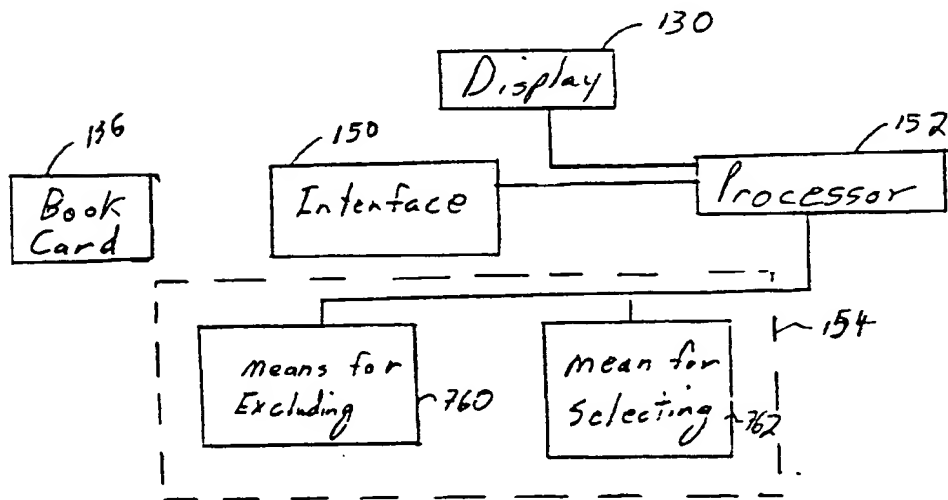 130
Display
136
Book
Card
150
Interface
152
Processor
154
means for
Excluding
760
mean for
Selecting
762